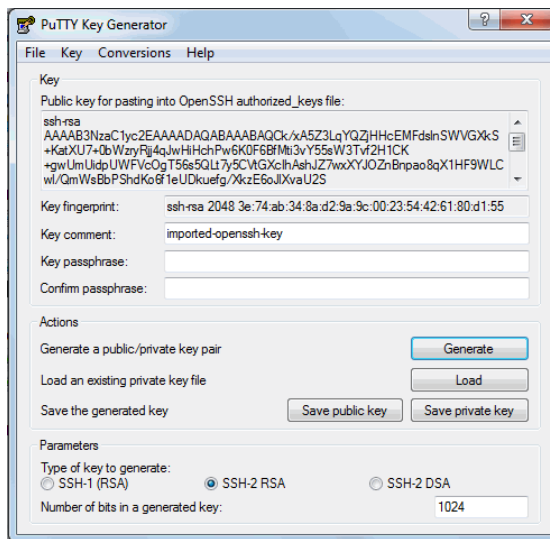 PuTTY Key Generator
File Key Conversions Help
Key
Public key for pasting into OpenSSH authorized_keys file:
ssh-rsa
AAAAB3NzaC1yc2EAAAADAQABAAABAQCk/xA5Z3LqYQZjHHcEMFdslnSWVGXkS
+KatXU7+0bWzryRjj4qJwHiHchPw6K0F6BfMti3vY55sW3Tvf2H1CK
+gwUmUidpUWFVcOgT56s5QLt7y5CVtGXclhAshJZ7wxXYJOZnBnpao8qX1HF9WLC
wI/QmWsBbPShdKo6f1eUDkuefg/XkzE6oJlXvaU2S
Key fingerprint: ssh-rsa 2048 3e:74:ab:34:8a:d2:9a:9c:00:23:54:42:61:80:d1:55
Key comment: imported-openssh-key
Key passphrase:
Confirm passphrase:
Actions
Generate a public/private key pair Generate
Load an existing private key file Load
Save the generated key Save public key Save private key
Parameters
Type of key to generate:
SSH-1 (RSA) SSH-2 RSA SSH-2 DSA
Number of bits in a generated key: 1024